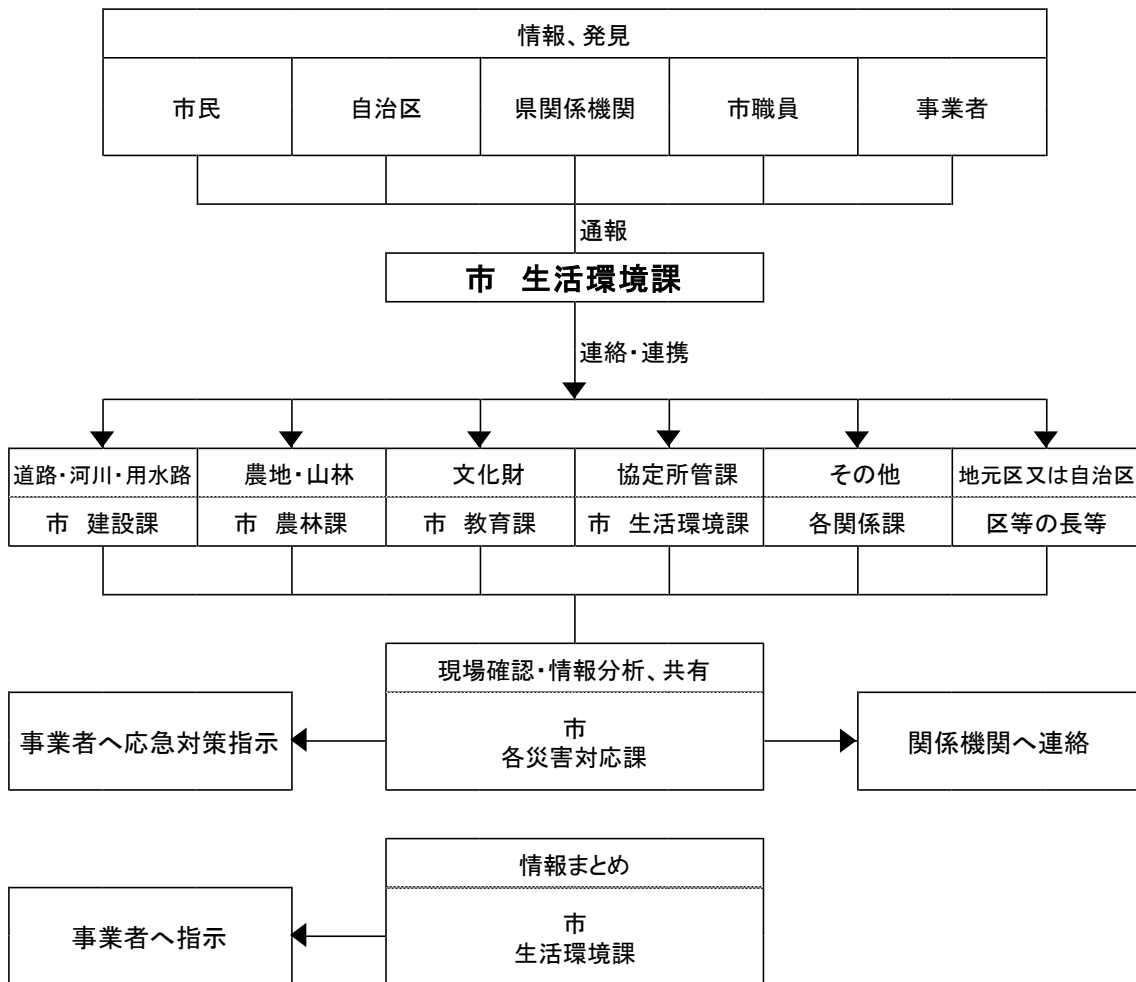 情報、発見
市民
自治区
県関係機関
市職員
事業者
通報
市　生活環境課
連絡・連携
道路・河川・用水路
農地・山林
文化財
協定所管課
その他
地元区又は自治区
市　建設課
市　農林課
市　教育課
市　生活環境課
各関係課
区等の長等
現場確認・情報分析、共有
事業者へ応急対策指示
市
各災害対応課
関係機関へ連絡
情報まとめ
事業者へ指示
市
生活環境課